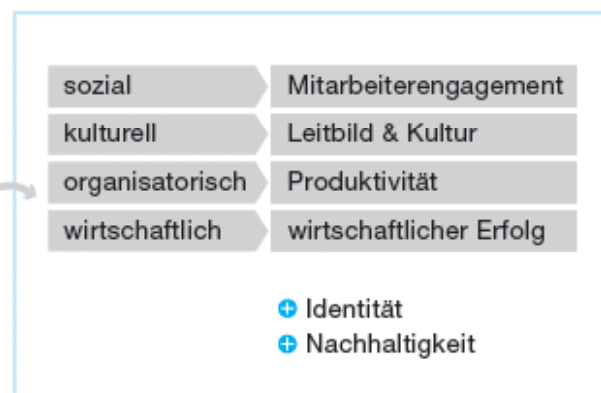 sozial Mitarbeiterengagement
kulturell Leitbild & Kultur
organisatorisch Produktivität
wirtschaftlich wirtschaftlicher Erfolg
Identität
Nachhaltigkeit